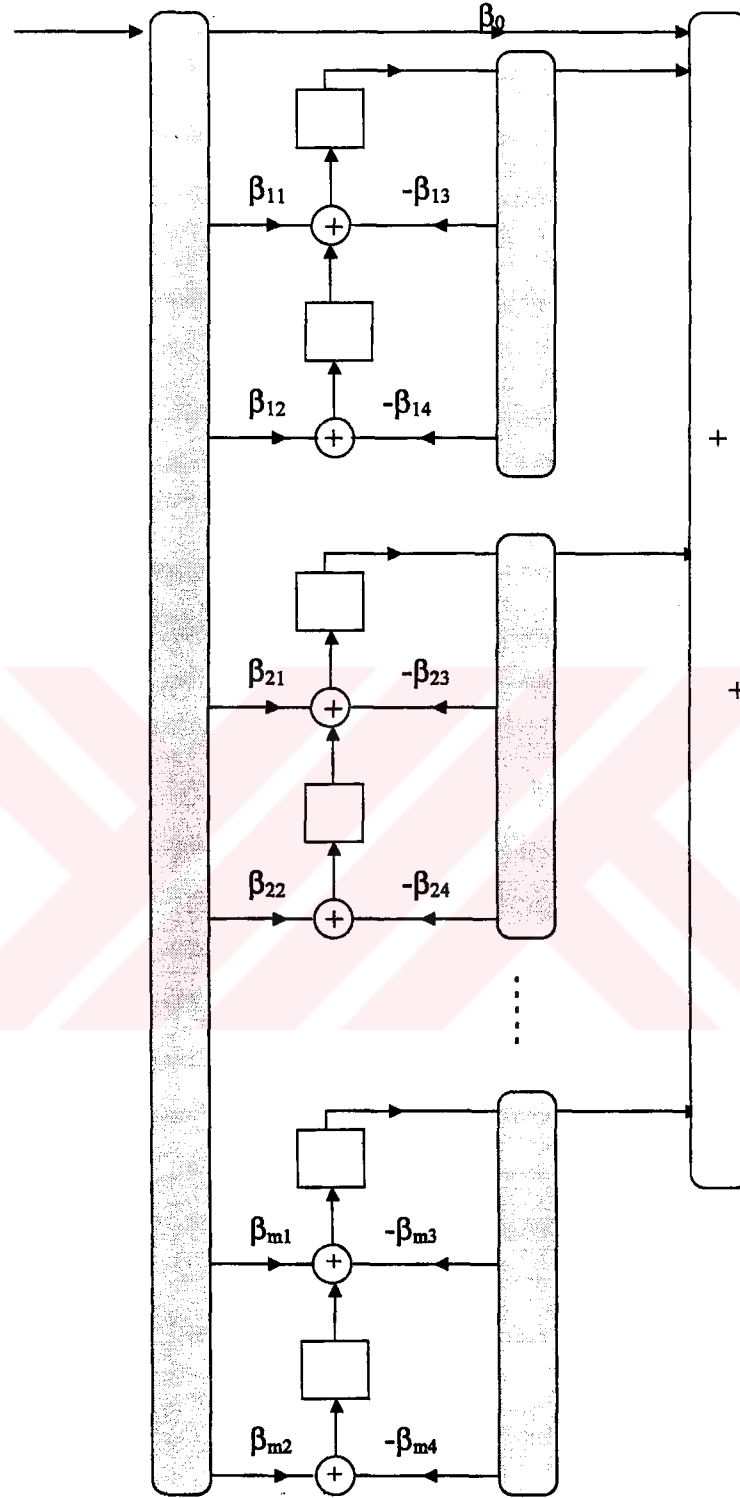 β₀
β₁₁ -β₁₃
+
β₁₂ -β₁₄
+ +
β₂₁ -β₂₃
+ +
β₂₂ -β₂₄
+
βₘ₁ -βₘ₃
+
βₘ₂ -βₘ₄
+